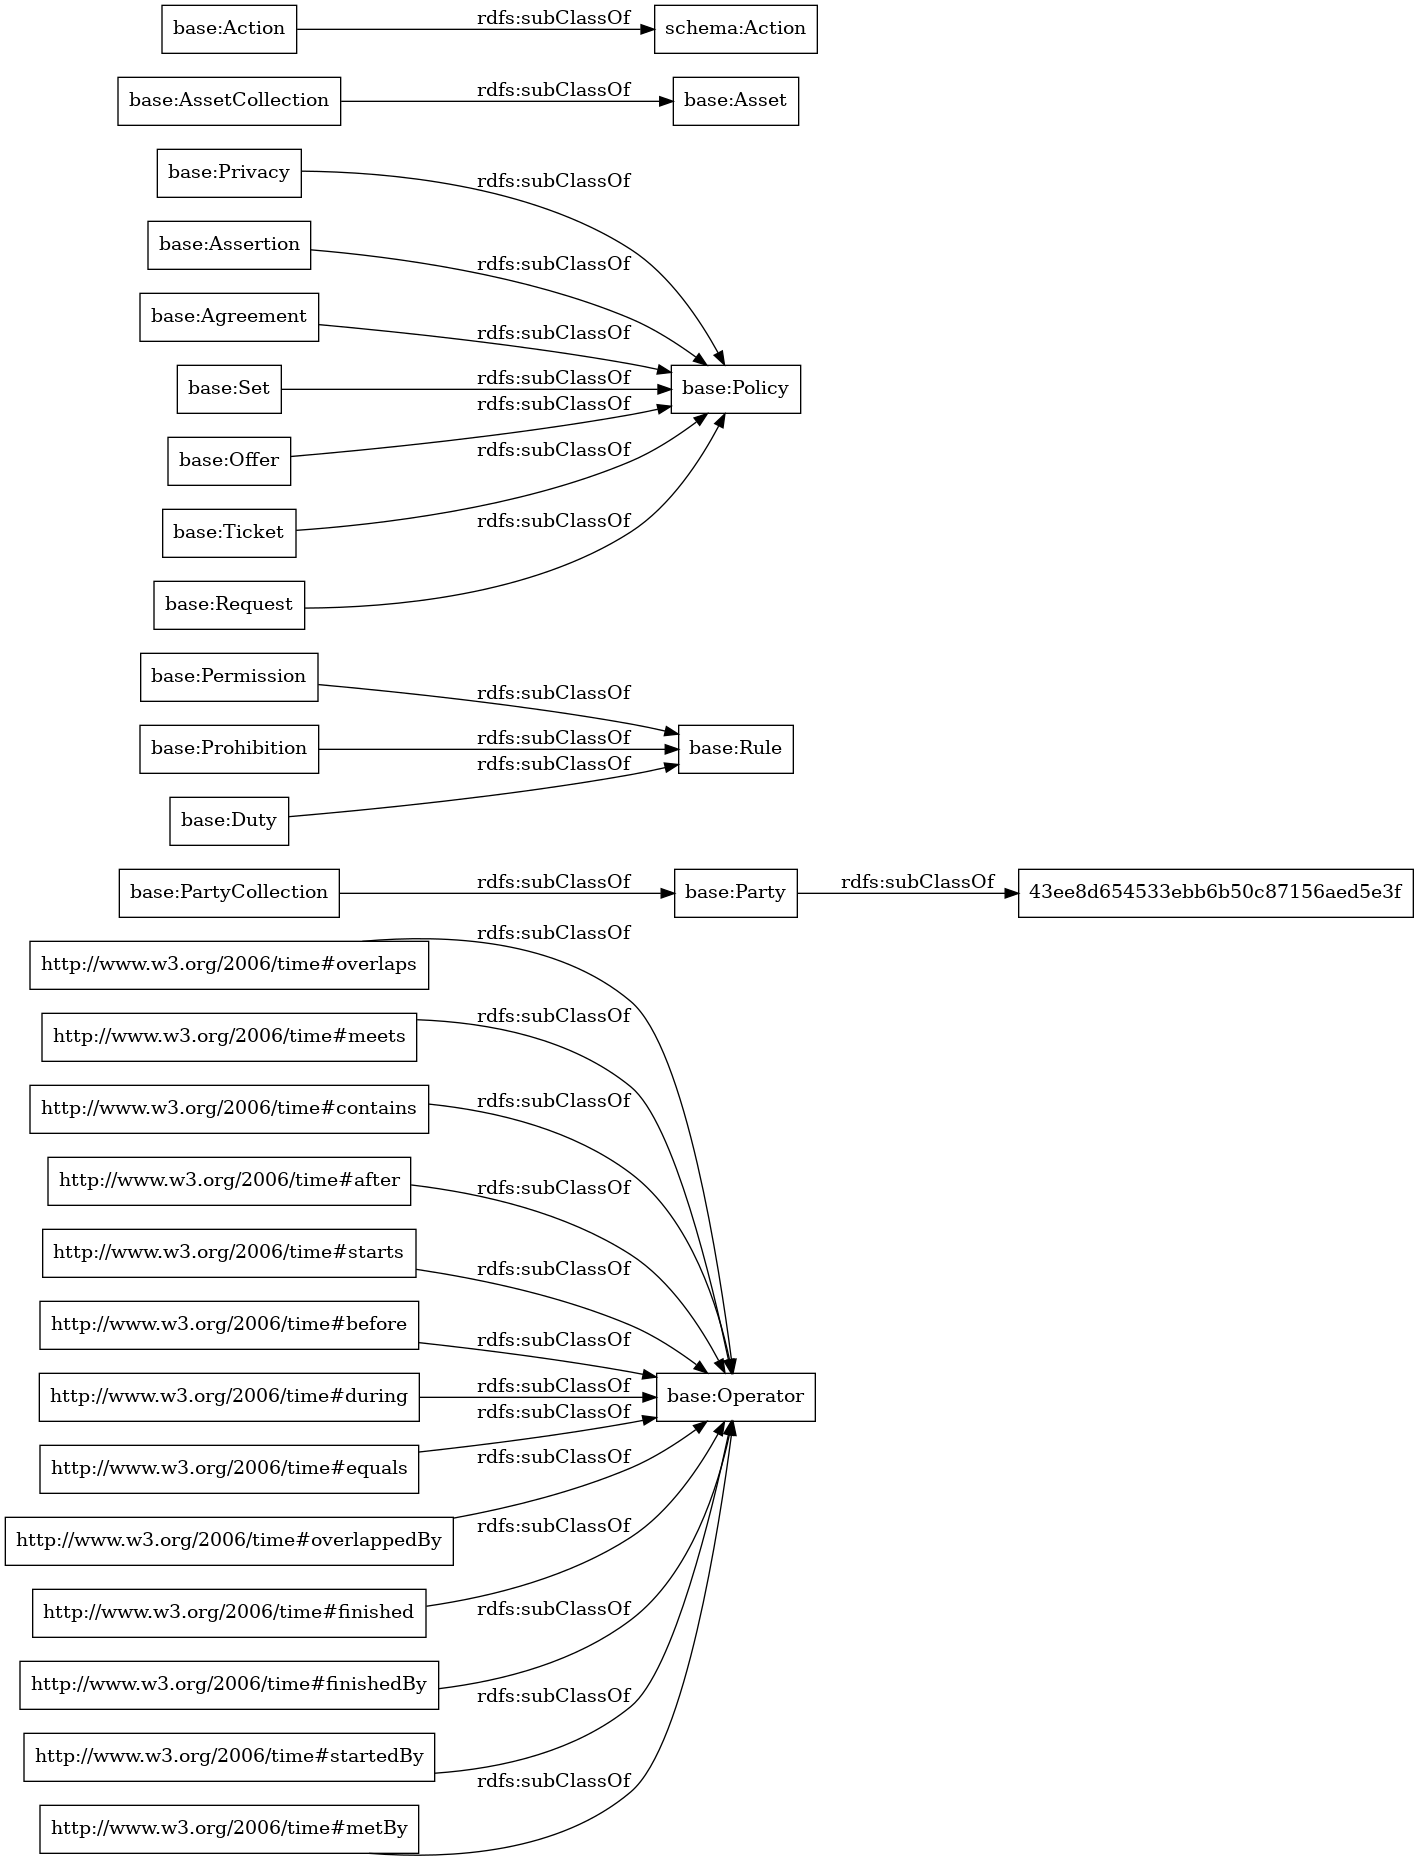 base:Action
rdfs:subClassOf
schema:Action
base:AssetCollection
rdfs:subClassOf
base:Asset
base:Privacy
rdfs:subClassOf
base:Assertion
rdfs:subClassOf
base:Agreement
rdfs:subClassOf
base:Set
rdfs:subClassOf
base:Policy
rdfs:subClassOf
base:Offer
rdfs:subClassOf
base:Ticket
rdfs:subClassOf
base:Request
base:Permission
rdfs:subClassOf
base:Prohibition
rdfs:subClassOf
base:Rule
rdfs:subClassOf
base:Duty
base:PartyCollection
rdfs:subClassOf
base:Party
rdfs:subClassOf
43ee8d654533ebb6b50c87156aed5e3f
rdfs:subClassOf
http://www.w3.org/2006/time#overlaps
rdfs:subClassOf
http://www.w3.org/2006/time#meets
rdfs:subClassOf
http://www.w3.org/2006/time#contains
rdfs:subClassOf
http://www.w3.org/2006/time#after
rdfs:subClassOf
http://www.w3.org/2006/time#starts
rdfs:subClassOf
http://www.w3.org/2006/time#before
rdfs:subClassOf
http://www.w3.org/2006/time#during
rdfs:subClassOf
base:Operator
rdfs:subClassOf
http://www.w3.org/2006/time#equals
rdfs:subClassOf
http://www.w3.org/2006/time#overlappedBy
rdfs:subClassOf
http://www.w3.org/2006/time#finished
rdfs:subClassOf
http://www.w3.org/2006/time#finishedBy
rdfs:subClassOf
http://www.w3.org/2006/time#startedBy
rdfs:subClassOf
http://www.w3.org/2006/time#metBy